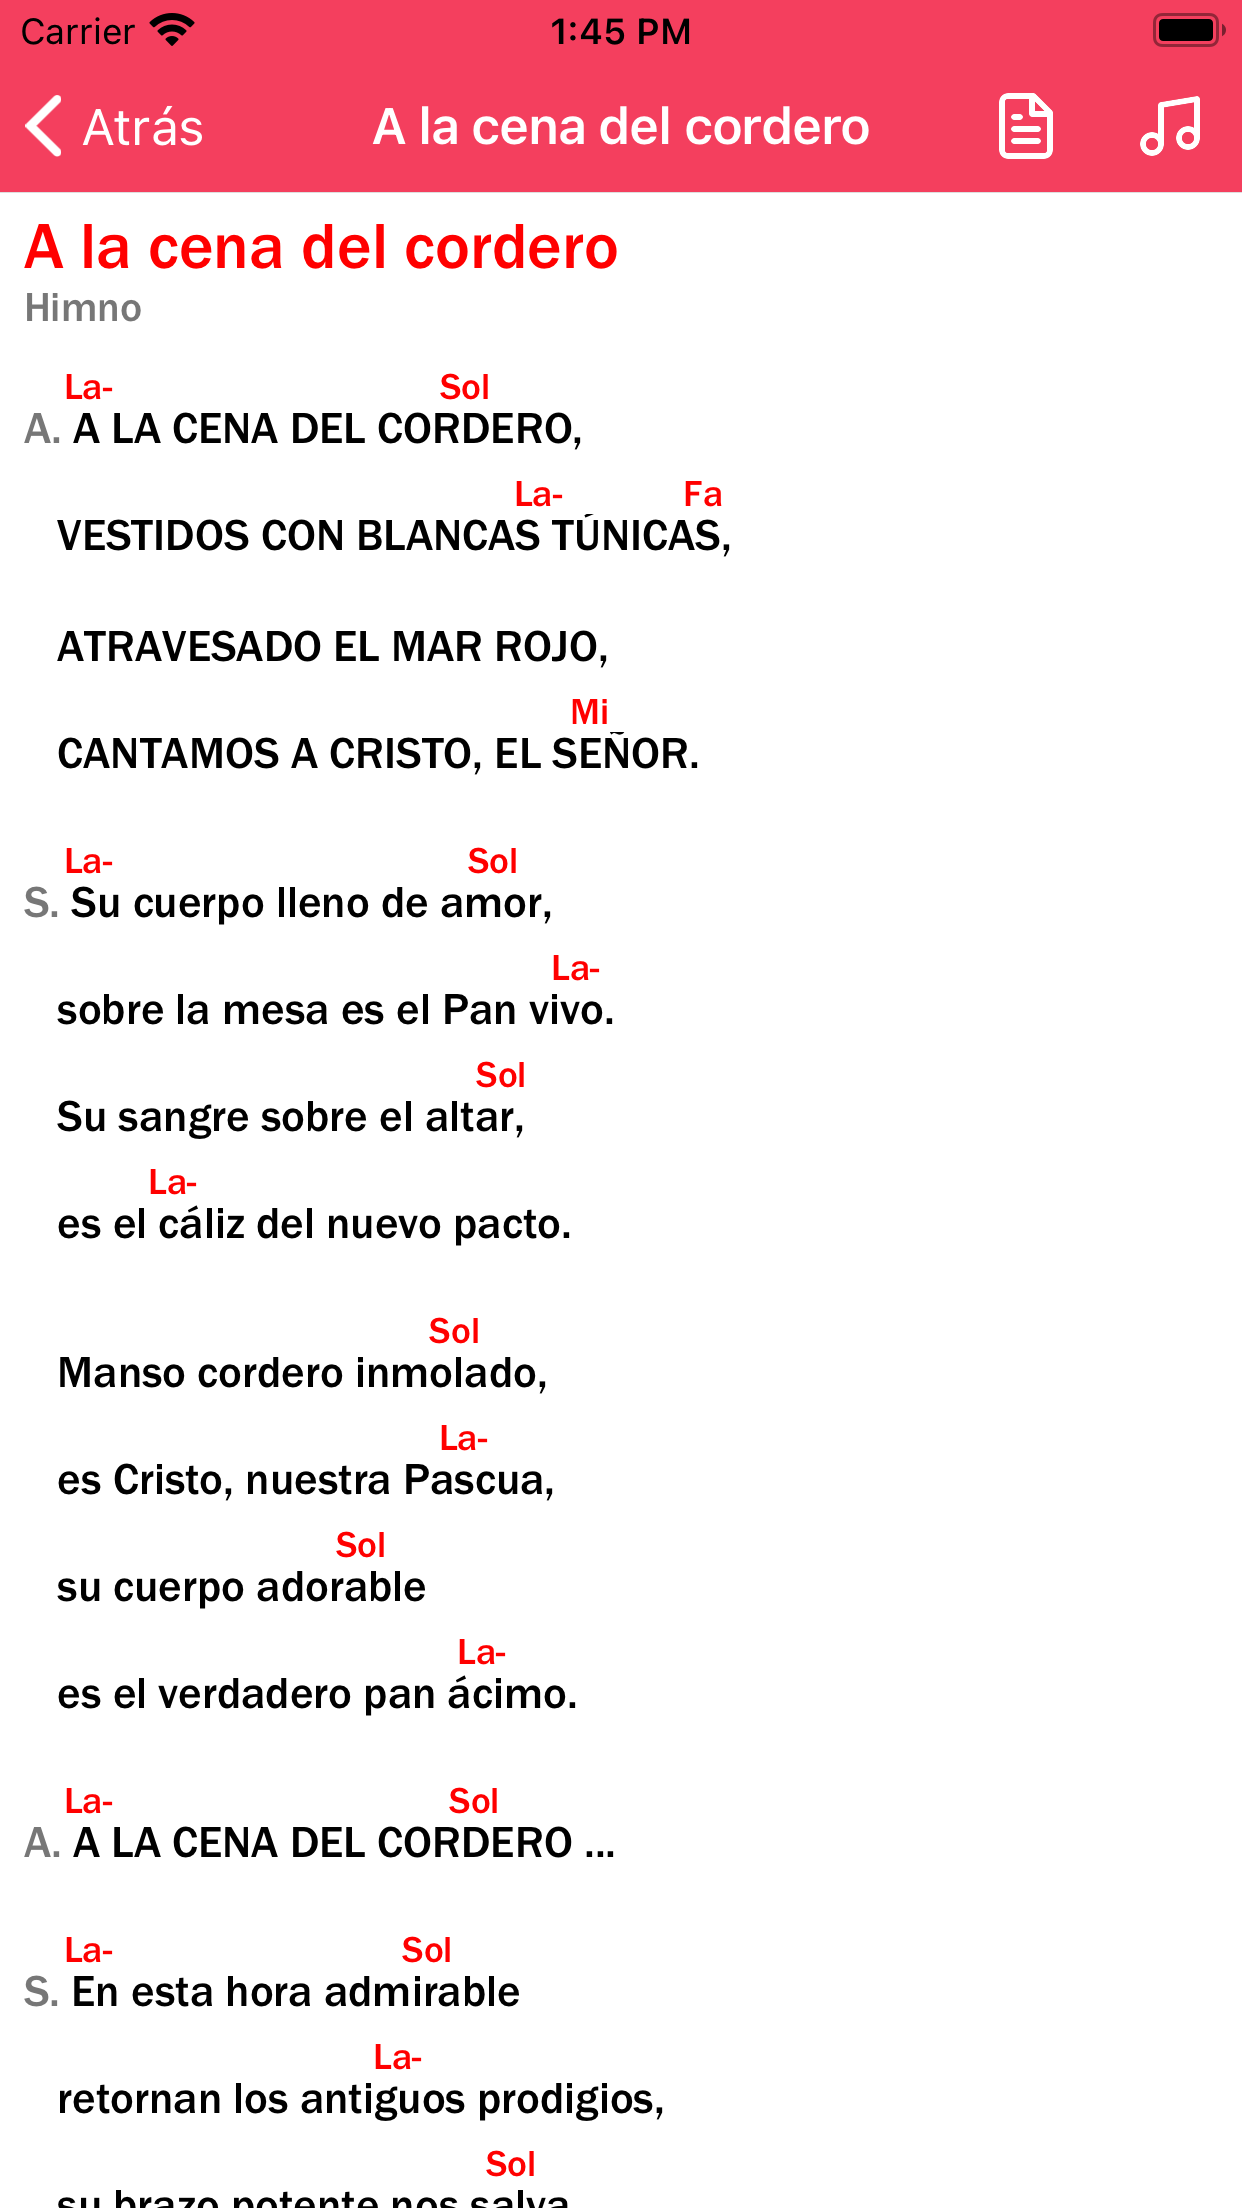 Carrier 1:45 PM
Atrás A la cena del cordero
A la cena del cordero
Himno
La- Sol
A. A LA CENA DEL CORDERO,
La- Fa
VESTIDOS CON BLANCAS TÚNICAS,
ATRAVESADO EL MAR ROJO,
Mi
CANTAMOS A CRISTO, EL SEÑOR.
La- Sol
S. Su cuerpo lleno de amor,
La-
sobre la mesa es el Pan vivo.
Sol
Su sangre sobre el altar,
La-
es el cáliz del nuevo pacto.
Sol
Manso cordero inmolado,
La-
es Cristo, nuestra Pascua,
Sol
su cuerpo adorable
La-
es el verdadero pan ácimo.
La- Sol
A. A LA CENA DEL CORDERO ...
La- Sol
S. En esta hora admirable
La-
retornan los antiguos prodigios,
Sol
su brazo potente nos salva